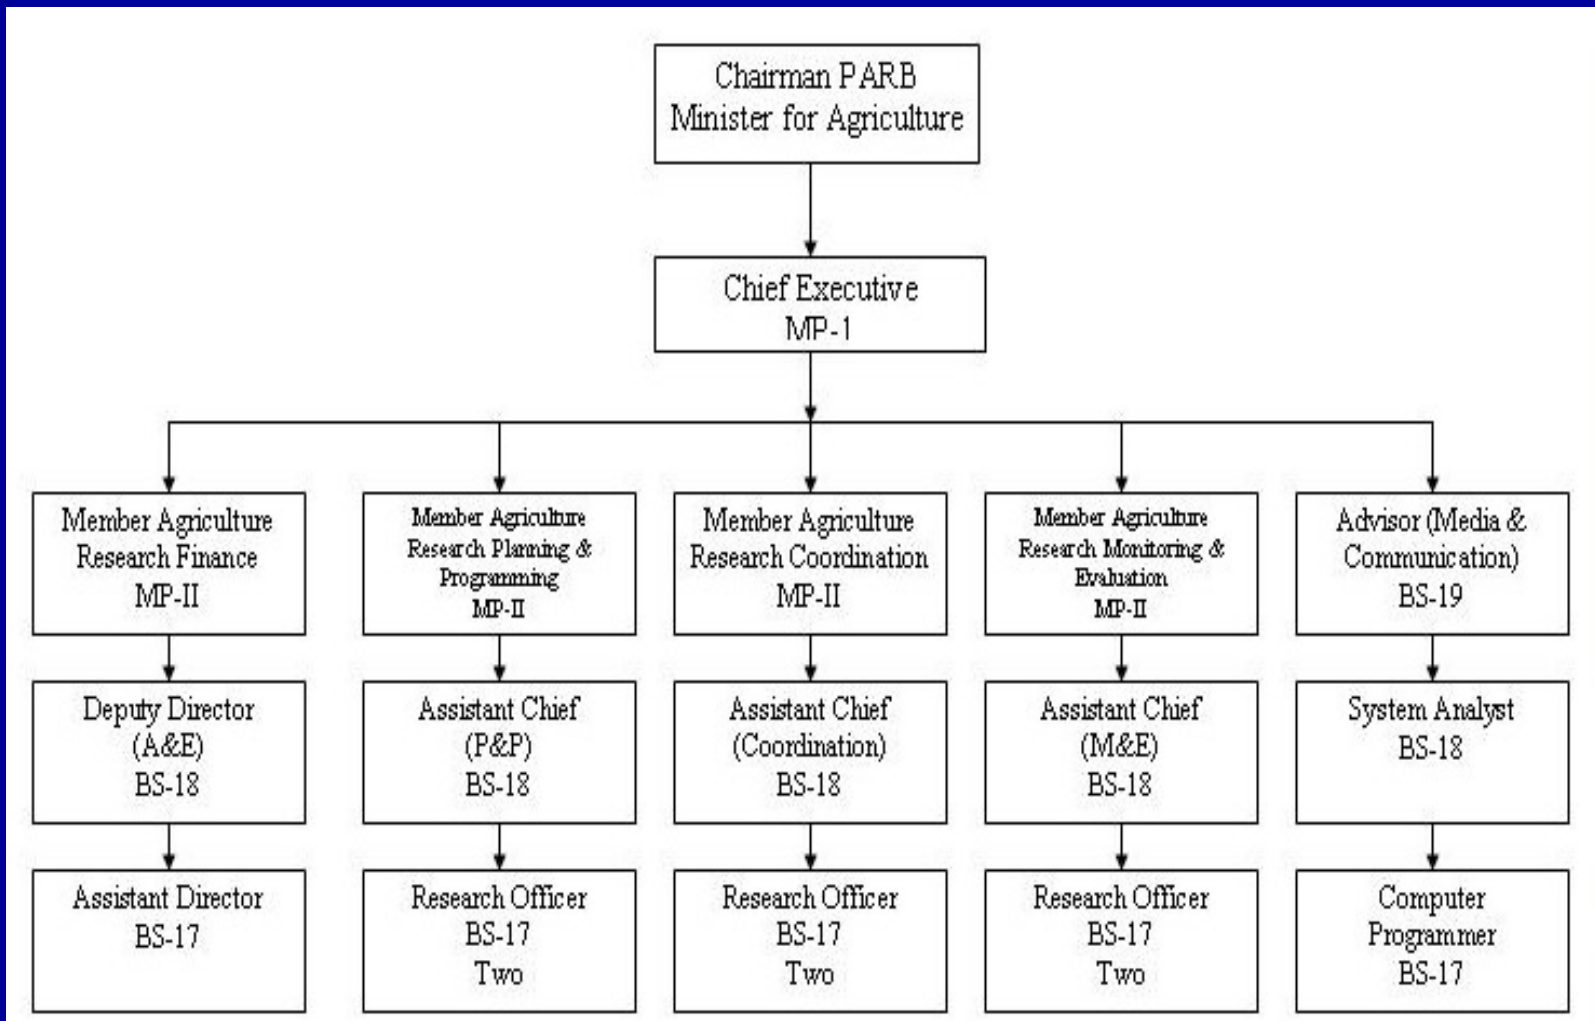 Chairman PARB
Minister for Agriculture
Chief Executive
MP-1
Member Agriculture
Research Finance
MP-II
Member Agriculture
Research Planning &
Programming
MP-II
Member Agriculture
Research Coordination
MP-II
Member Agriculture
Research Monitoring &
Evaluation
MP-II
Advisor (Media &
Communication)
BS-19
Deputy Director
(A&E)
BS-18
Assistant Chief
(P&P)
BS-18
Assistant Chief
(Coordination)
BS-18
Assistant Chief
(M&E)
BS-18
System Analyst
BS-18
Assistant Director
BS-17
Research Officer
BS-17
Two
Research Officer
BS-17
Two
Research Officer
BS-17
Two
Computer
Programmer
BS-17